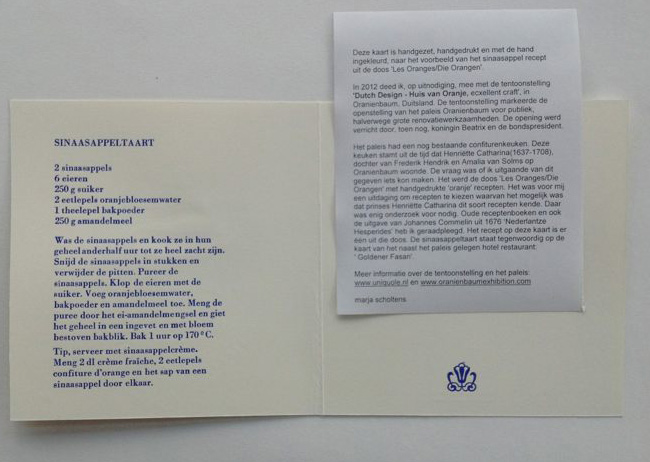 SINAASAPPELTAART
2 sinaasappels
6 eieren
250 g suiker
2 eetlepels oranjebloesemwater
1 theelepel bakpoeder
250 g amandelmeel
Was de sinaasappels en kook ze in hun
geheel anderhalf uur tot ze heel zacht zijn.
Snijd de sinaasappels in stukken en
verwijder de pitten. Pureer de
sinaasappels. Klop de eieren met de
suiker. Voeg oranjebloesemwater,
bakpoeder en amandelmeel toe. Meng de
puree door het ei-amandelmengsel en giet
het geheel in een ingevet en met bloem
bestoven bakblik. Bak 1 uur op 170 º C.
Tip, serveer met sinaasappelcrème.
Meng 2 dl crème fraîche, 2 eetlepels
confiture d'orange en het sap van een
sinaasappel door elkaar.
Deze kaart is handgezet, handgedrukt en met de hand
ingekleurd, naar het voorbeeld van het sinaasappel recept
uit de doos 'Les Oranges/Die Orangen'.
In 2012 deed ik, op uitnodiging, mee met de tentoonstelling
'Dutch Design - Huis van Oranje, ecxellent craft', in
Oranienbaum, Duitsland. De tentoonstelling markeerde de
openstelling van het paleis Oranienbaum voor publiek,
halverwege grote renovatiewerkzaamheden. De opening werd
verricht door, toen nog, koningin Beatrix en de bondspresident.
Het paleis had een nog bestaande confiturenkeuken. Deze
keuken stamt uit de tijd dat Henriëtte Catharina(1637-1708),
dochter van Frederik Hendrik en Amalia van Solms op
Oranienbaum woonde. De vraag was of ik uitgaande van dit
gegeven iets kon maken. Het werd de doos 'Les Oranges/Die
Orangen' met handgedrukte 'oranje' recepten. Het was voor mij
een uitdaging om recepten te kiezen waarvan het mogelijk was
dat prinses Henriëtte Catharina dit soort recepten kende. Daar
was enig onderzoek voor nodig. Oude receptenboeken en ook
de uitgave van Johannes Commelin uit 1676 'Nederlantze
Hesperides' heb ik geraadpleegd. Het recept op deze kaart is er
een uit die doos. De sinaasappeltaart staat tegenwoordig op de
kaart van het naast het paleis gelegen hotel restaurant:
' Goldener Fasan'.
Meer informatie over de tentoonstelling en het paleis:
www.uniquole.nl en www.oranienbaumexhibition.com
marja scholtens